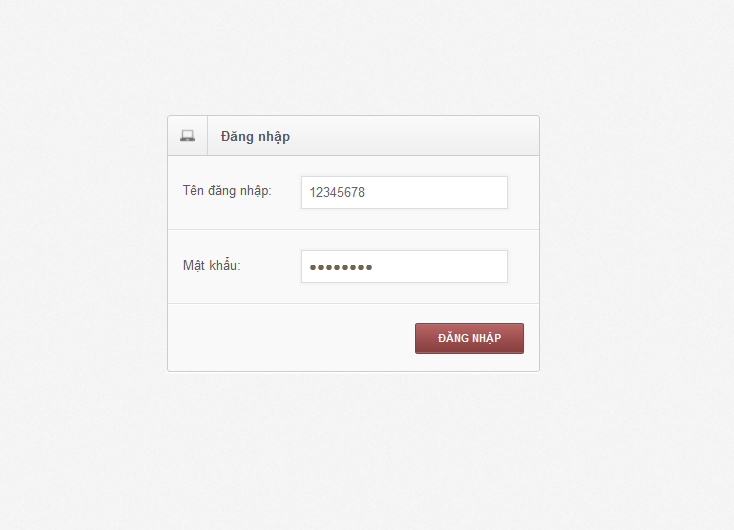 Đăng nhập
Tên đăng nhập:
12345678
Mật khẩu:
●●●●●●●●
ĐĂNG NHẬP